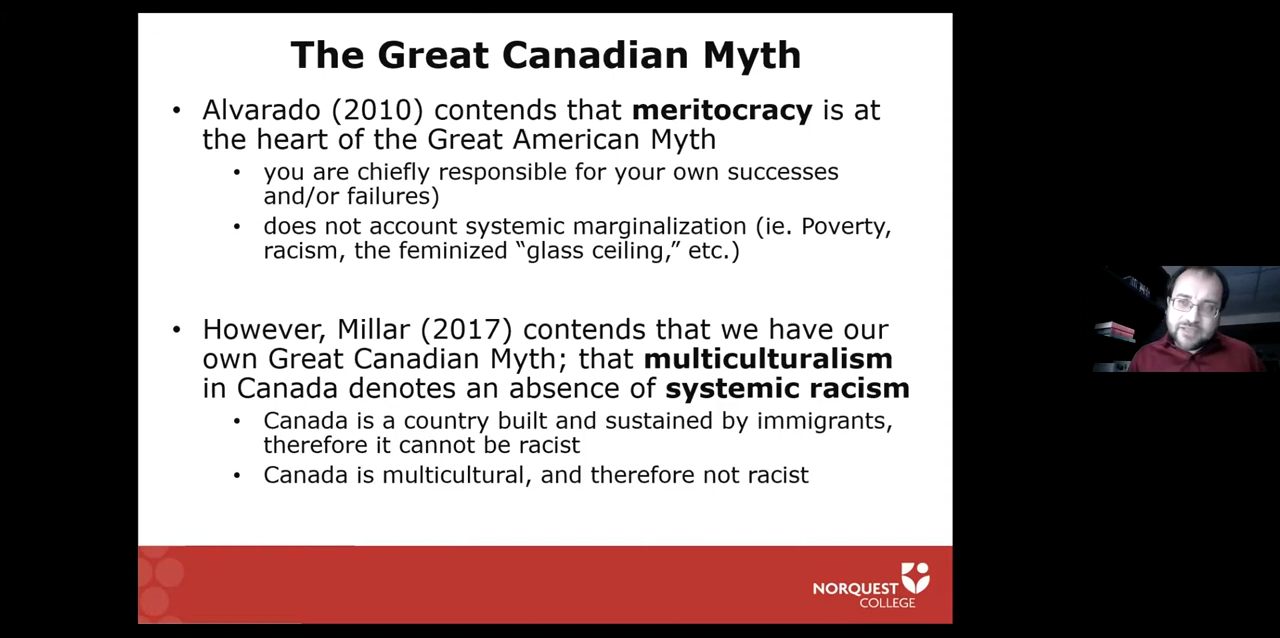 The Great Canadian Myth
• Alvarado (2010) contends that meritocracy is at
the heart of the Great American Myth
• you are chiefly responsible for your own successes
and/or failures)
• does not account systemic marginalization (ie. Poverty,
racism, the feminized “glass ceiling,” etc.)
• However, Millar (2017) contends that we have our
own Great Canadian Myth; that multiculturalism
in Canada denotes an absence of systemic racism
• Canada is a country built and sustained by immigrants,
therefore it cannot be racist
• Canada is multicultural, and therefore not racist
NORQUEST
COLLEGE